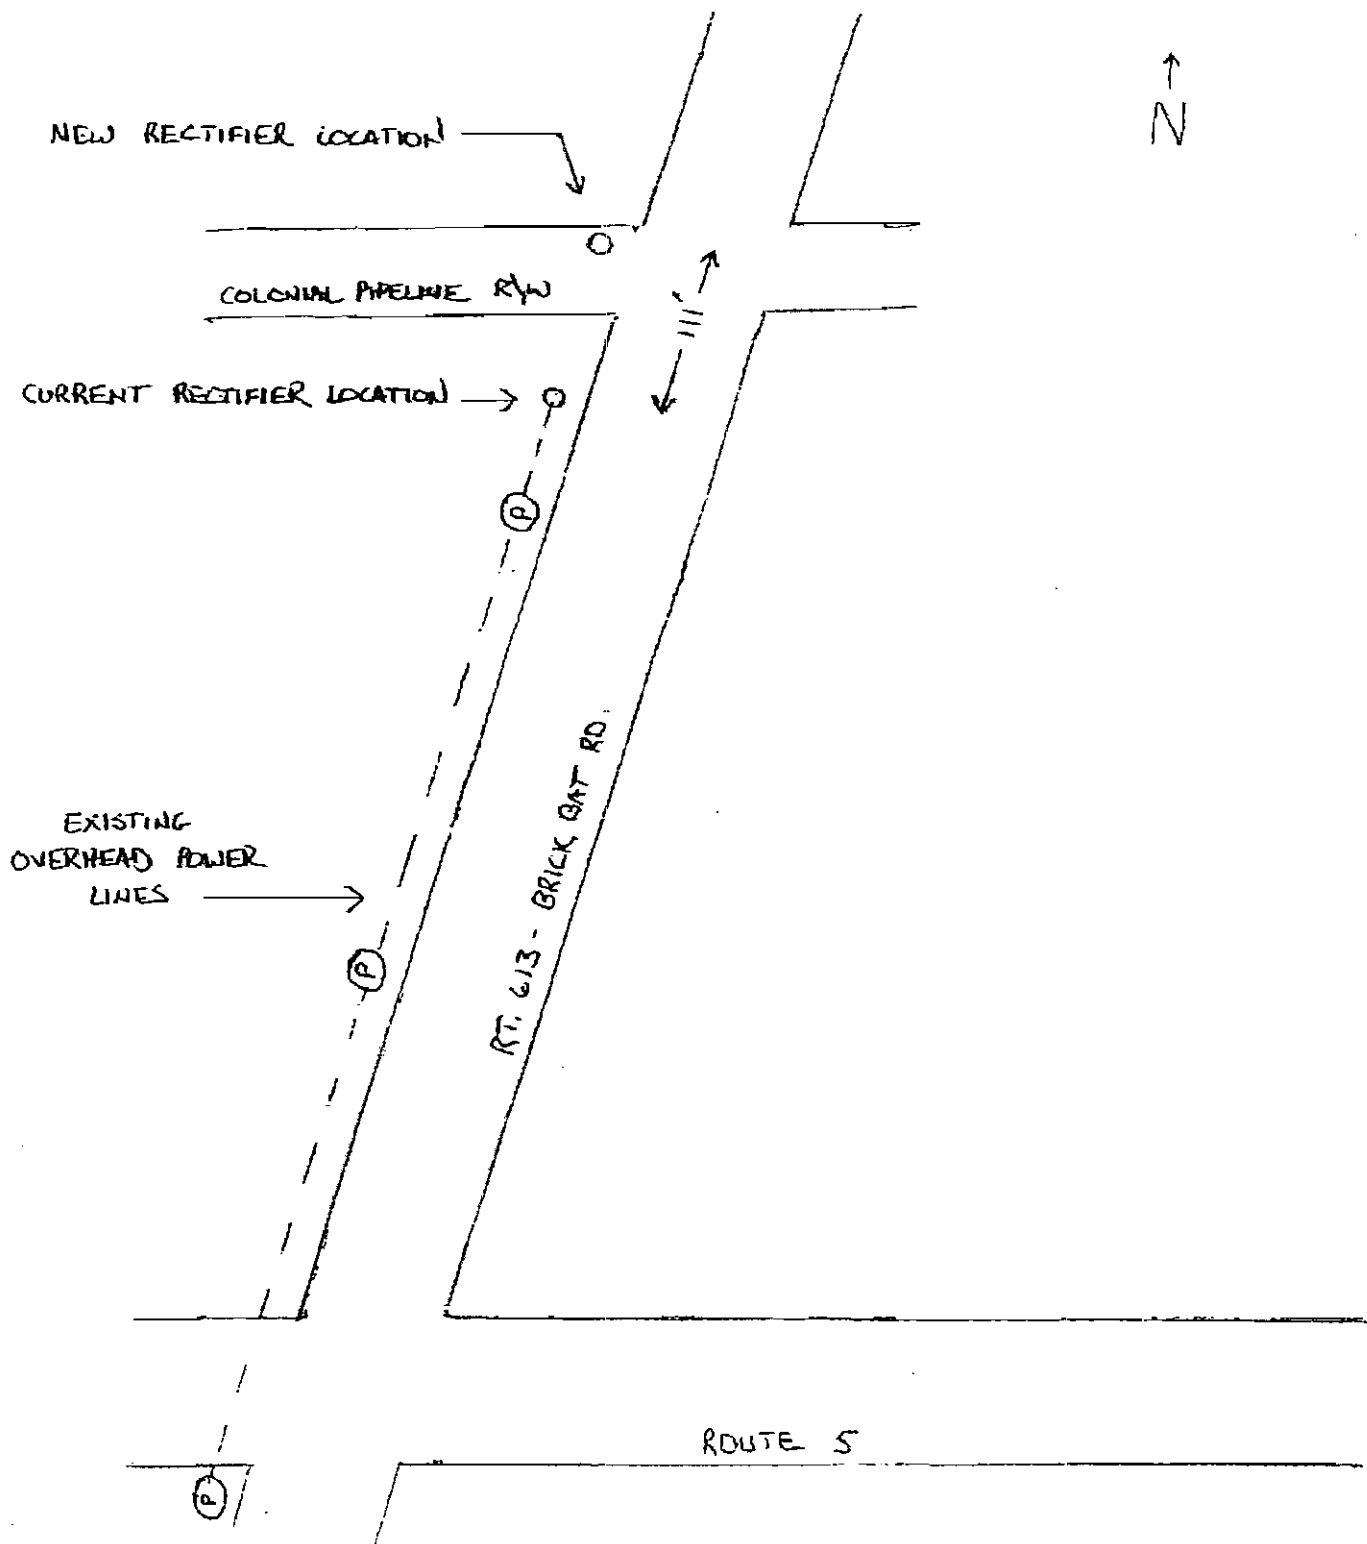 N
NEW RECTIFIER LOCATION
COLONIAL PIPELINE R/W
111'
CURRENT RECTIFIER LOCATION
P
RT. 613 - BRICK BAT RD.
EXISTING
OVERHEAD POWER
LINES
P
ROUTE 5
P